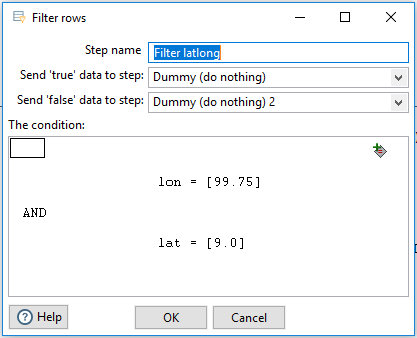 Filter rows
Step name Filter latlong
Send 'true' data to step: Dummy (do nothing)
Send 'false' data to step: Dummy (do nothing) 2
The condition:
lon = [99.75]
AND
lat = [9.0]
Help OK Cancel